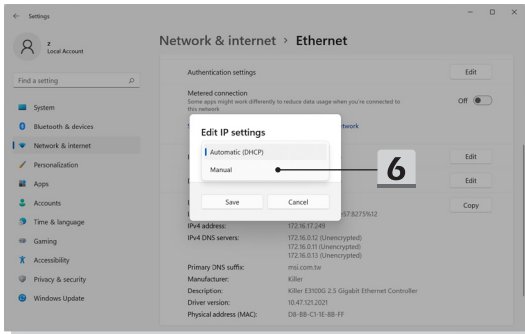 Settings
z
Local Account
Find a setting
System
Bluetooth & devices
Network & internet
Personalization
Apps
Accounts
Time & language
Gaming
Accessibility
Privacy & security
Windows Update
Network & internet > Ethernet
Authentication settings
Edit
Metered connection
Some apps might work differently to reduce data usage when you're connected to
this network
Off
Edit IP settings
Automatic (DHCP)
Manual
6
Save
Cancel
Edit
Edit
Copy
IPv4 address: 172.16.17.249
IPv4 DNS servers: 172.16.0.12 (Unencrypted)
172.16.0.11 (Unencrypted)
172.16.0.13 (Unencrypted)
Primary DNS suffix: msi.com.tw
Manufacturer: Killer
Description: Killer E3100G 2.5 Gigabit Ethernet Controller
Driver version: 10.47.121.2021
Physical address (MAC): D8-BB-C1-1E-8B-FF